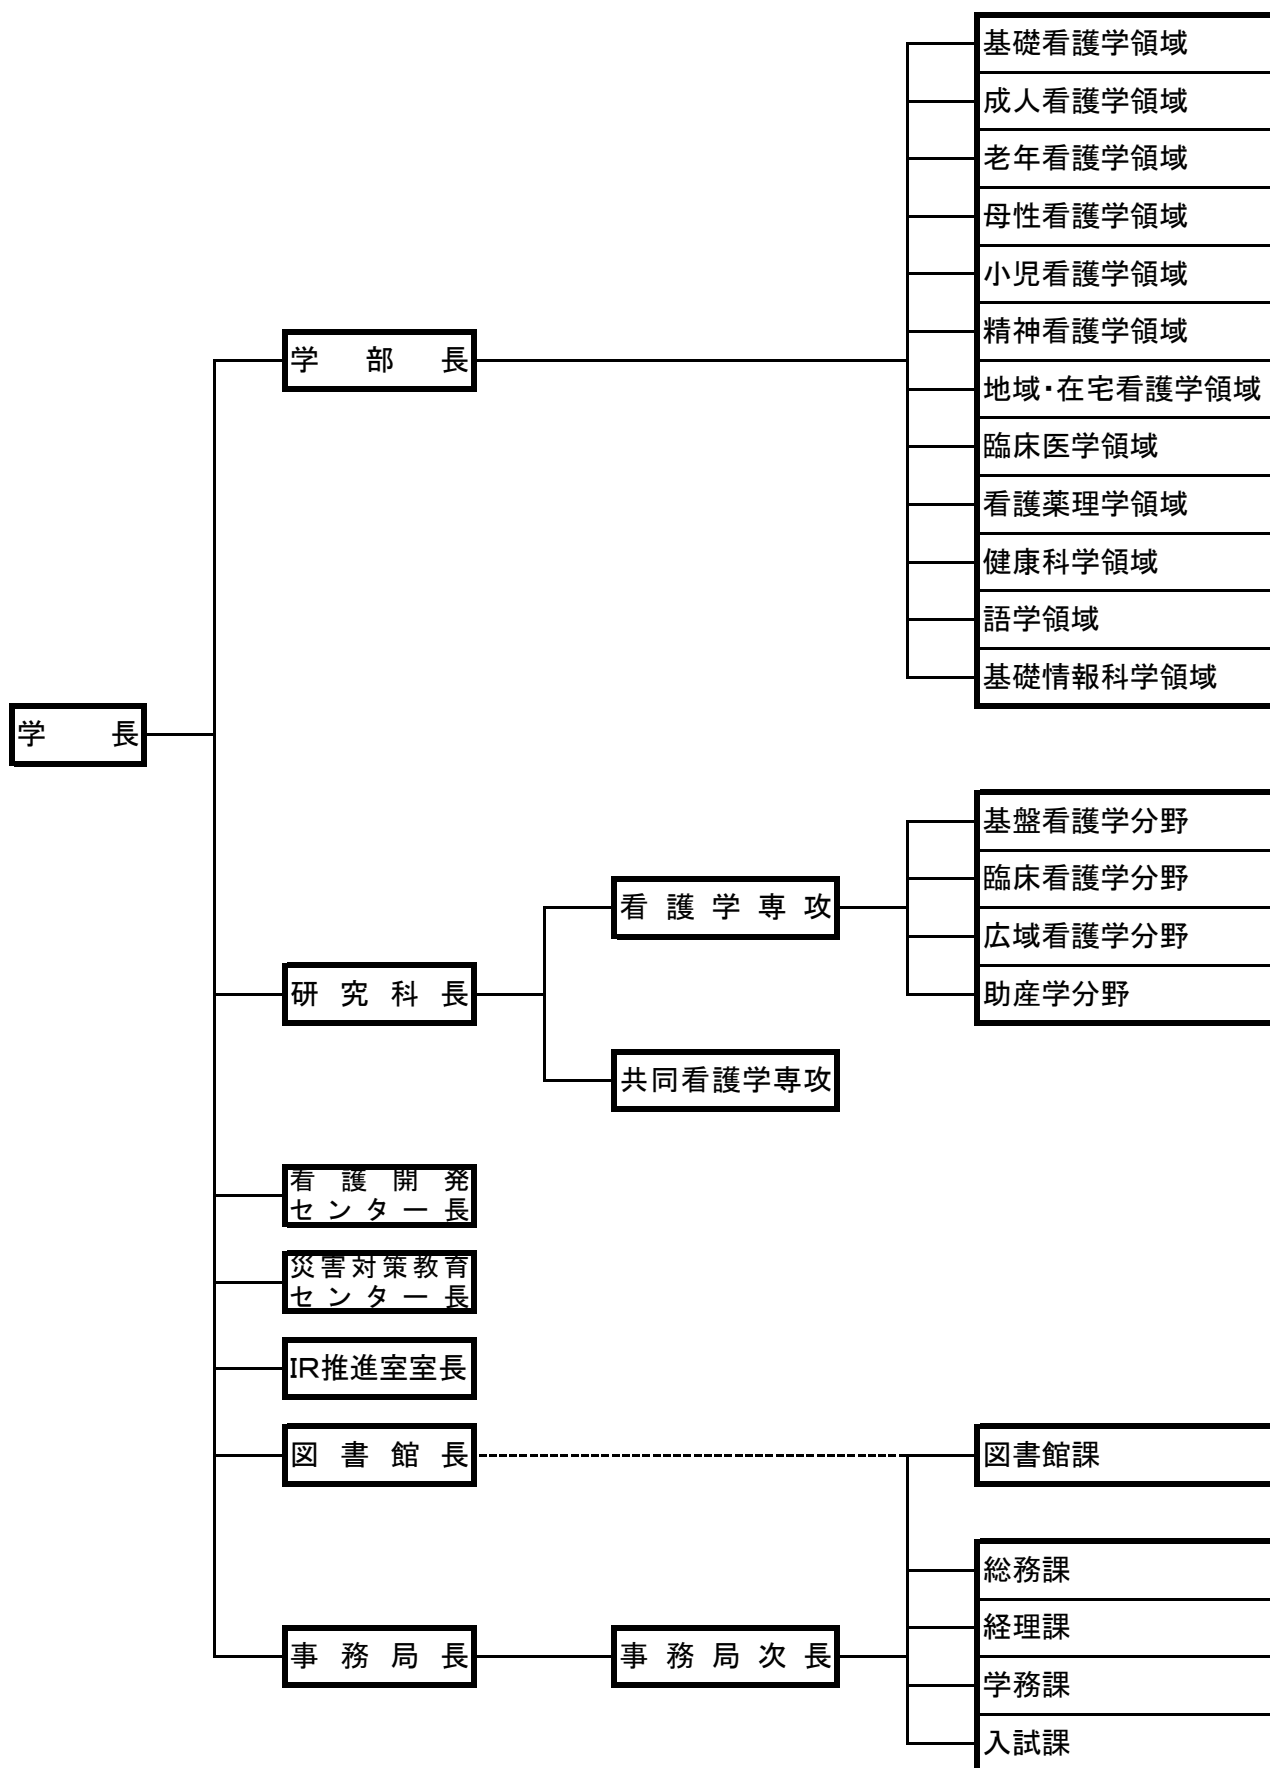 基礎看護学領域
成人看護学領域
老年看護学領域
母性看護学領域
小児看護学領域
精神看護学領域
学部長
地域・在宅看護学領域
臨床医学領域
看護薬理学領域
健康科学領域
語学領域
基礎情報科学領域
学長
基盤看護学分野
臨床看護学分野
看護学専攻
広域看護学分野
研究科長
助産学分野
共同看護学専攻
看護開発
センター長
災害対策教育
センター長
IR推進室室長
図書館長
図書館課
総務課
経理課
事務局長
事務局次長
学務課
入試課